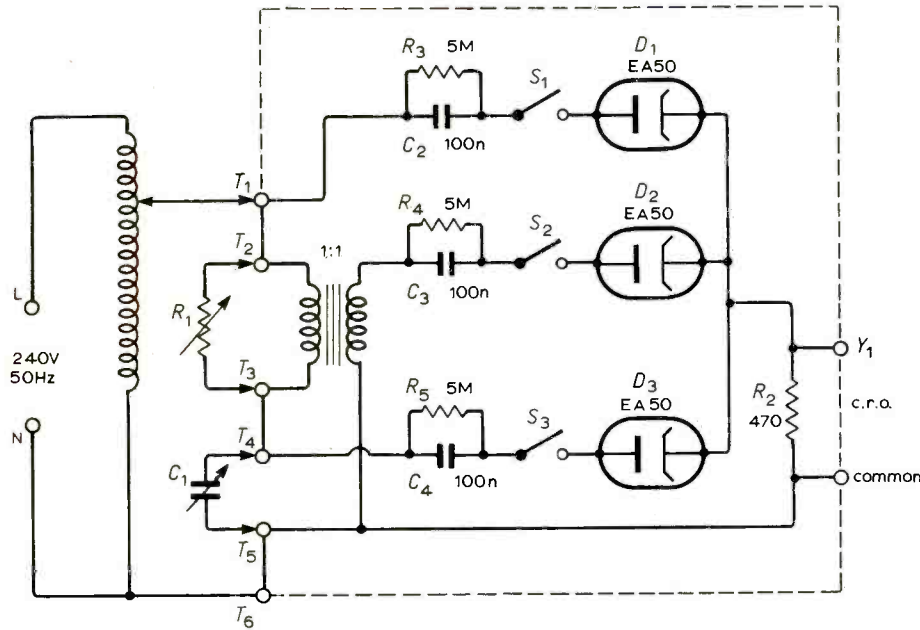 R3 5M
C2 100n
S1
D1
EA50
T1
R4 5M
C3 100n
S2
D2
EA50
T2
1:1
R1
L
240V
50Hz
N
T3
R5 5M
C4 100n
S3
D3
EA50
Y1
R2
470
c.r.o.
common
T4
C1
T5
T6